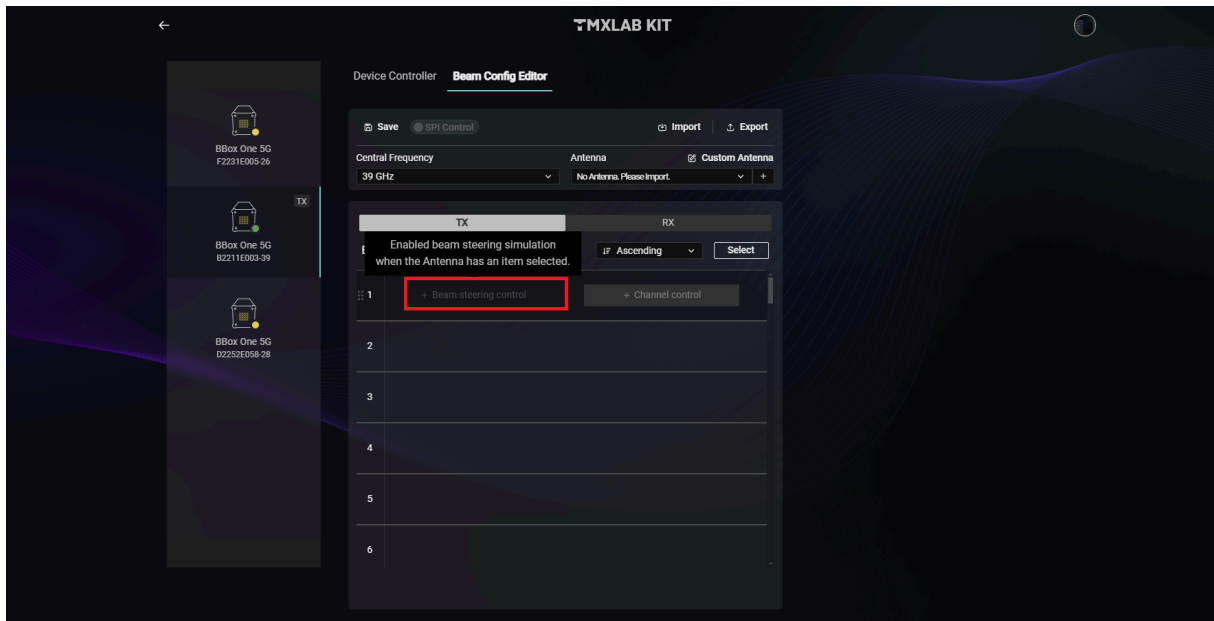 TMXLAB KIT
Device Controller
Beam Config Editor
BBox One 5G
F2231E005-26
TX
BBox One 5G
B2211E003-39
BBox One 5G
D2252E058-28
Save
SPI Control
Import
Export
Central Frequency
Antenna
Custom Antenna
39 GHz
No Antenna. Please Import.
+
TX
RX
Enabled beam steering simulation
when the Antenna has an item selected.
Ascending
Select
1
+ Beam steering control
+ Channel control
2
3
4
5
6